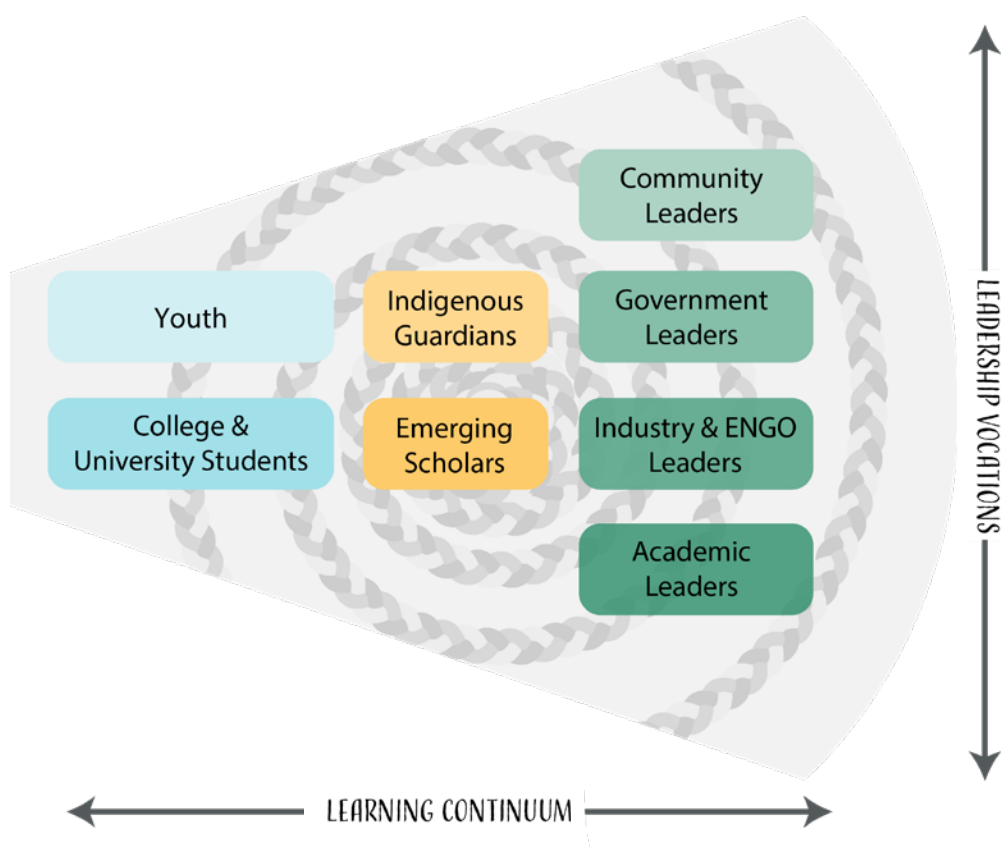 Community
Leaders
Youth
Indigenous
Guardians
Government
Leaders
College &
University Students
Emerging
Scholars
Industry & ENGO
Leaders
Academic
Leaders
LEADERSHIP VOCATIONS
LEARNING CONTINUUM